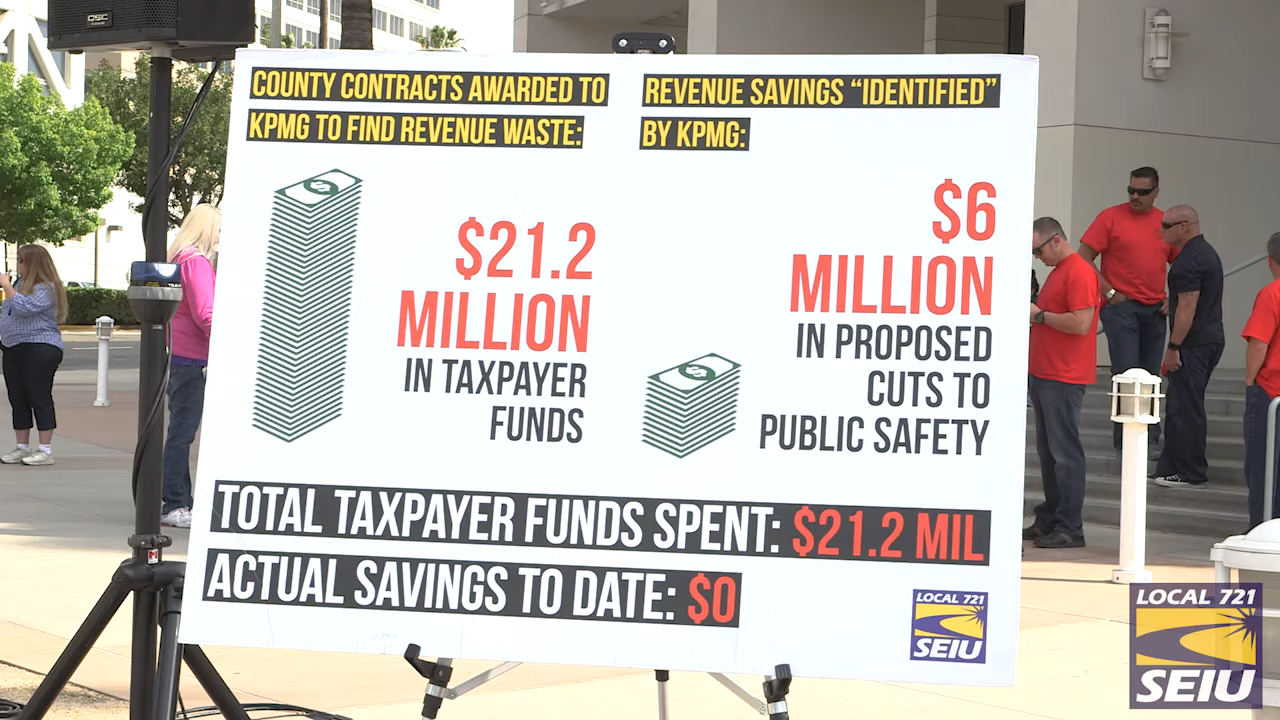 QSC
COUNTY CONTRACTS AWARDED TO
KPMG TO FIND REVENUE WASTE:
REVENUE SAVINGS “IDENTIFIED”
BY KPMG:
$21.2
MILLION
IN TAXPAYER
FUNDS
$6
MILLION
IN PROPOSED
CUTS TO
PUBLIC SAFETY
TOTAL TAXPAYER FUNDS SPENT: $21.2 MIL
ACTUAL SAVINGS TO DATE: $0
LOCAL 721
SEIU
LOCAL 721
SEIU